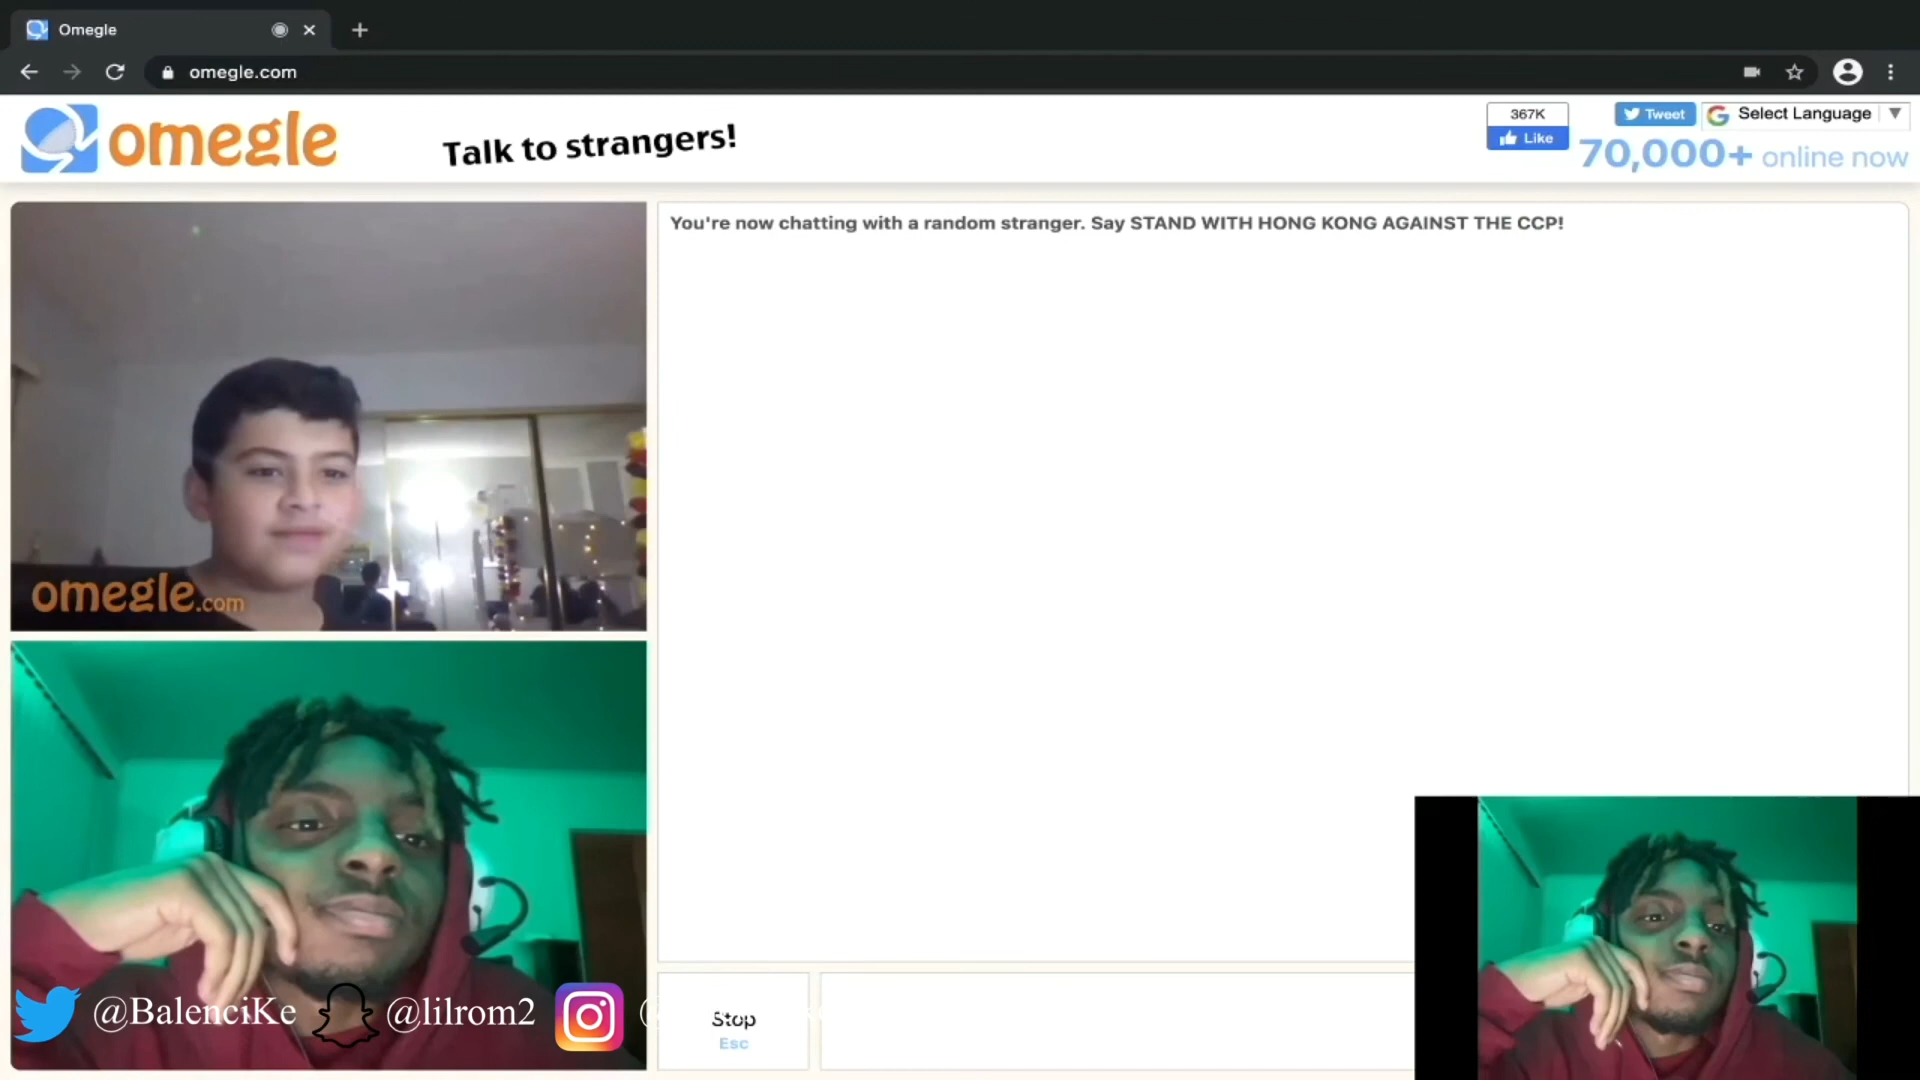 Omegle
omegle.com
omegle
Talk to strangers!
367K
Like
Tweet
Select Language
70,000+ online now
You're now chatting with a random stranger. Say STAND WITH HONG KONG AGAINST THE CCP!
omegle.com
@BalenciKe
@lilrom2
Stop
Esc